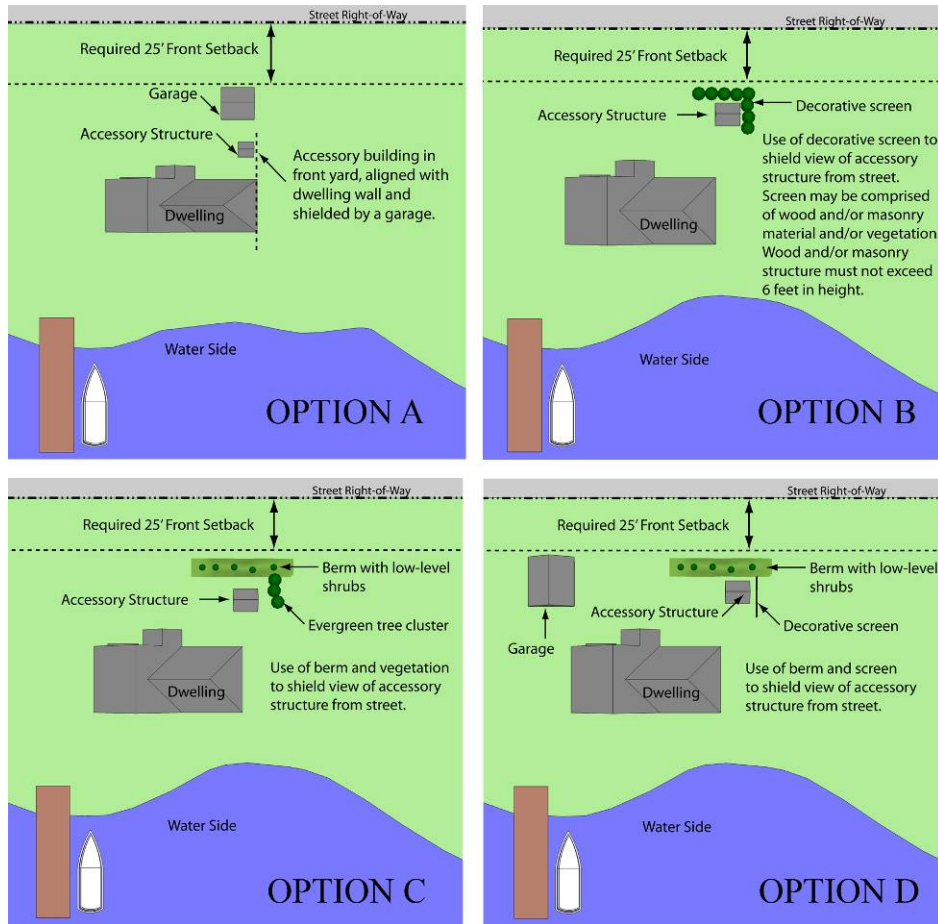 Street Right-of-Way
Required 25' Front Setback
Garage
Accessory Structure
Accessory building in
front yard, aligned with
dwelling wall and
shielded by a garage.
Dwelling
Water Side
OPTION A
Street Right-of-Way
Required 25' Front Setback
Decorative screen
Accessory Structure
Use of decorative screen to
shield view of accessory
structure from street.
Screen may be comprised
of wood and/or masonry
material and/or vegetation
Wood and/or masonry
structure must not exceed
6 feet in height.
Dwelling
Water Side
OPTION B
Street Right-of-Way
Required 25' Front Setback
Berm with low-level
shrubs
Accessory Structure
Evergreen tree cluster
Use of berm and vegetation
to shield view of accessory
structure from street.
Dwelling
Water Side
OPTION C
Street Right-of-Way
Required 25' Front Setback
Berm with low-level
shrubs
Accessory Structure
Decorative screen
Garage
Use of berm and screen
to shield view of accessory
structure from street.
Dwelling
Water Side
OPTION D